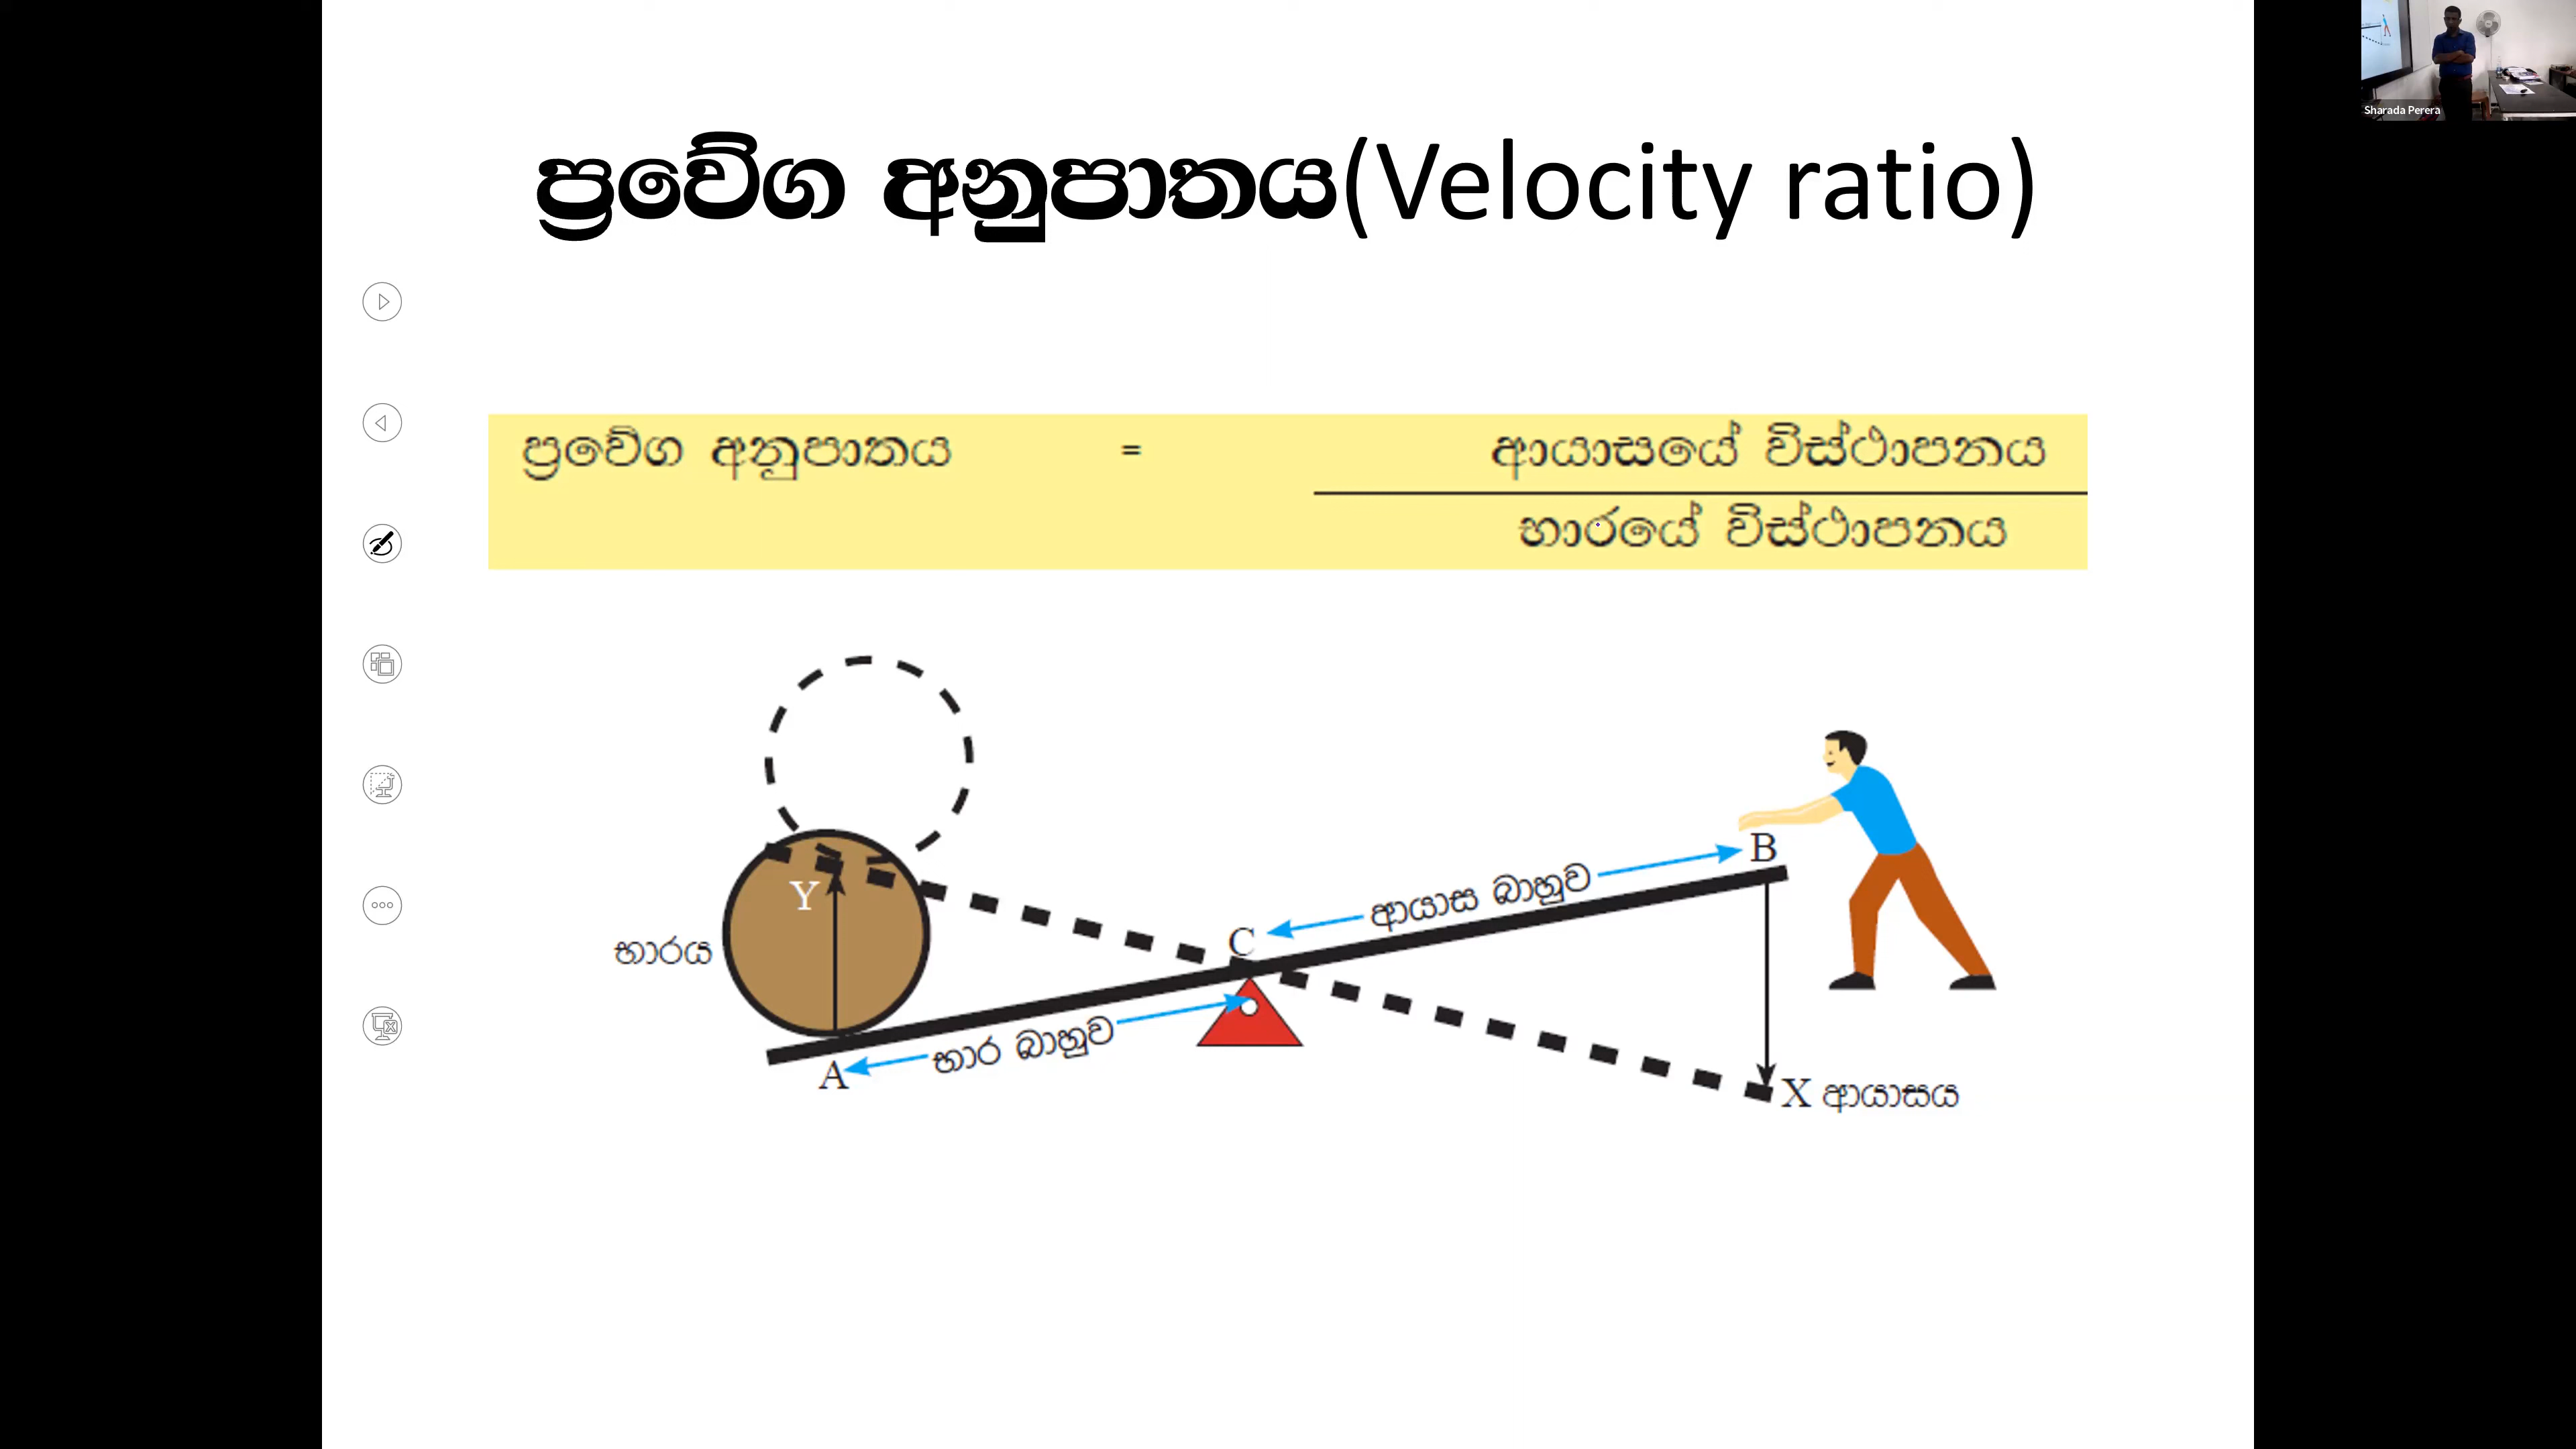 Sharada Perera
ප්‍රවේග අනුපාතය(Velocity ratio)
ප්‍රවේග අනුපාතය = ආයාසයේ විස්ථාපනය
භාරයේ විස්ථාපනය
Y
භාරය
A
භාර බාහුව
C
ආයාස බාහුව
B
X ආයාසය